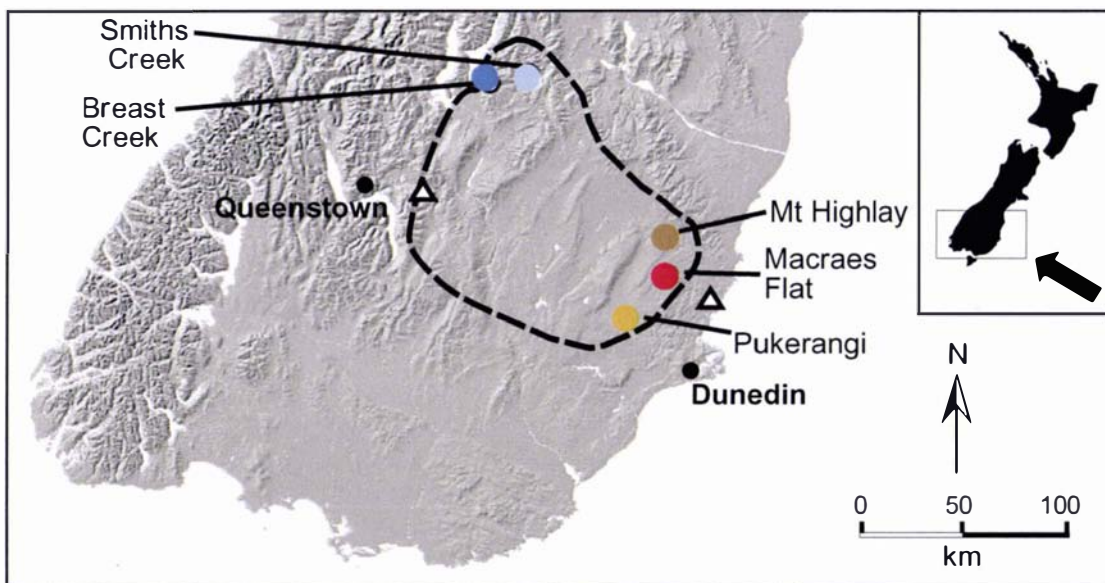 Smiths
Creek
Breast
Creek
Queenstown
Mt Highlay
Macraes
Flat
Pukerangi
Dunedin
N
0 50 100
km